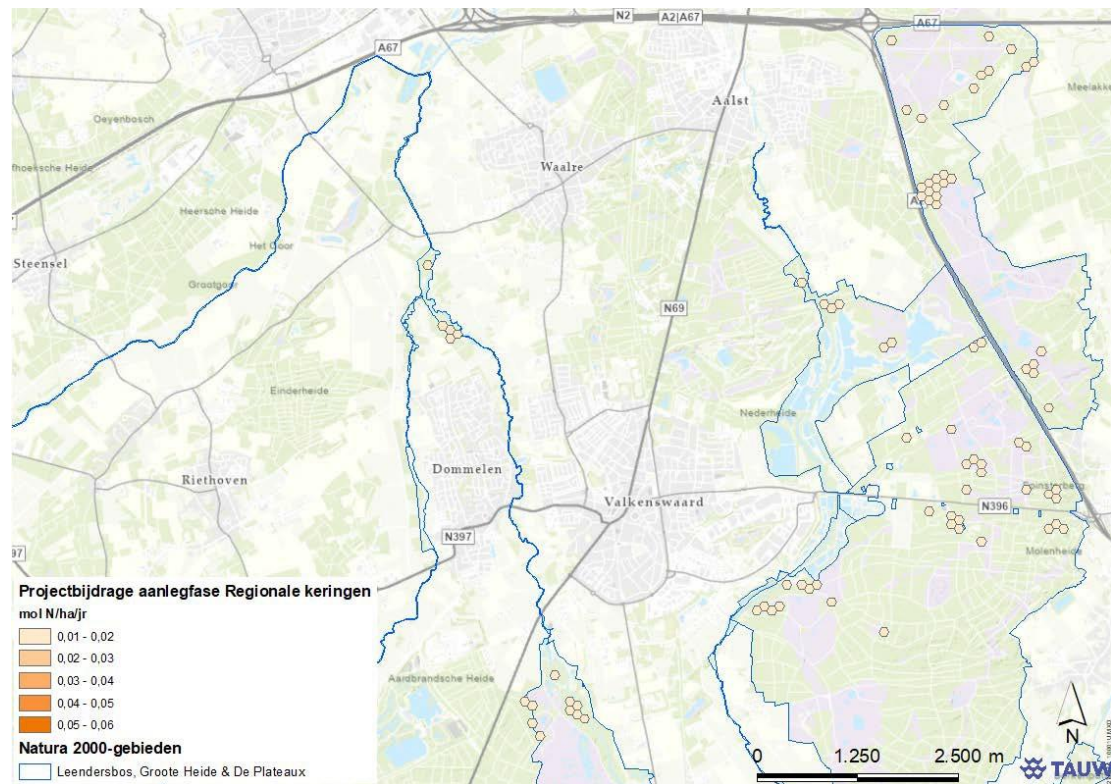 N2
A2|A67
A67
A67
Meelakke
Aalst
Oeyenbosch
Waalre
Heersche Heide
Het Goor
Steensel
Grootgoor
N69
Einderheide
Nederheide
Riethoven
Dommelen
Valkenswaard
N396
N397
97
Molenheide
Aardbrandsche Heide
Projectbijdrage aanlegfase Regionale keringen
mol N/ha/jr
0,01 - 0,02
0,02 - 0,03
0,03 - 0,04
0,04 - 0,05
0,05 - 0,06
Natura 2000-gebieden
Leendersbos, Groote Heide & De Plateaux
N
0 1.250 2.500 m
TAUW